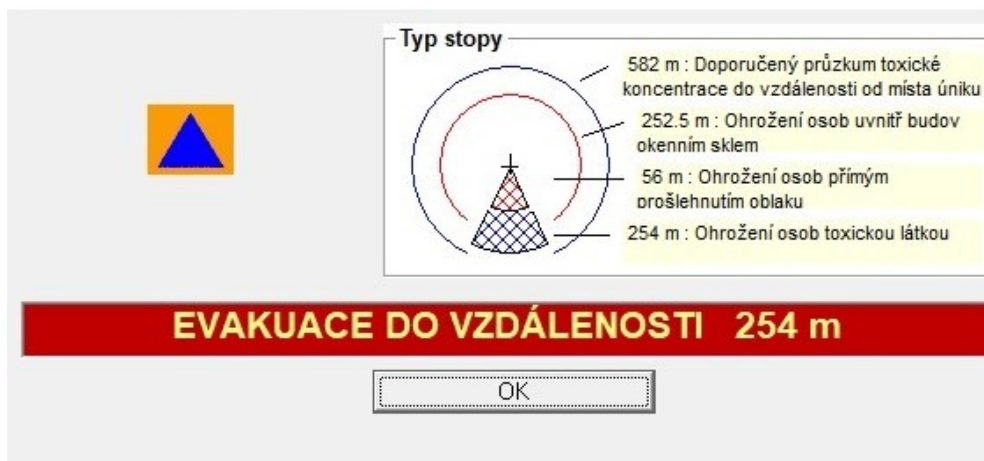 Typ stopy
582 m : Doporučený průzkum toxické
koncentrace do vzdálenosti od místa úniku
252.5 m : Ohrožení osob uvnitř budov
okenním sklem
56 m : Ohrožení osob přímým
prošlehnutím oblaku
254 m : Ohrožení osob toxickou látkou
EVAKUACE DO VZDÁLENOSTI 254 m
OK